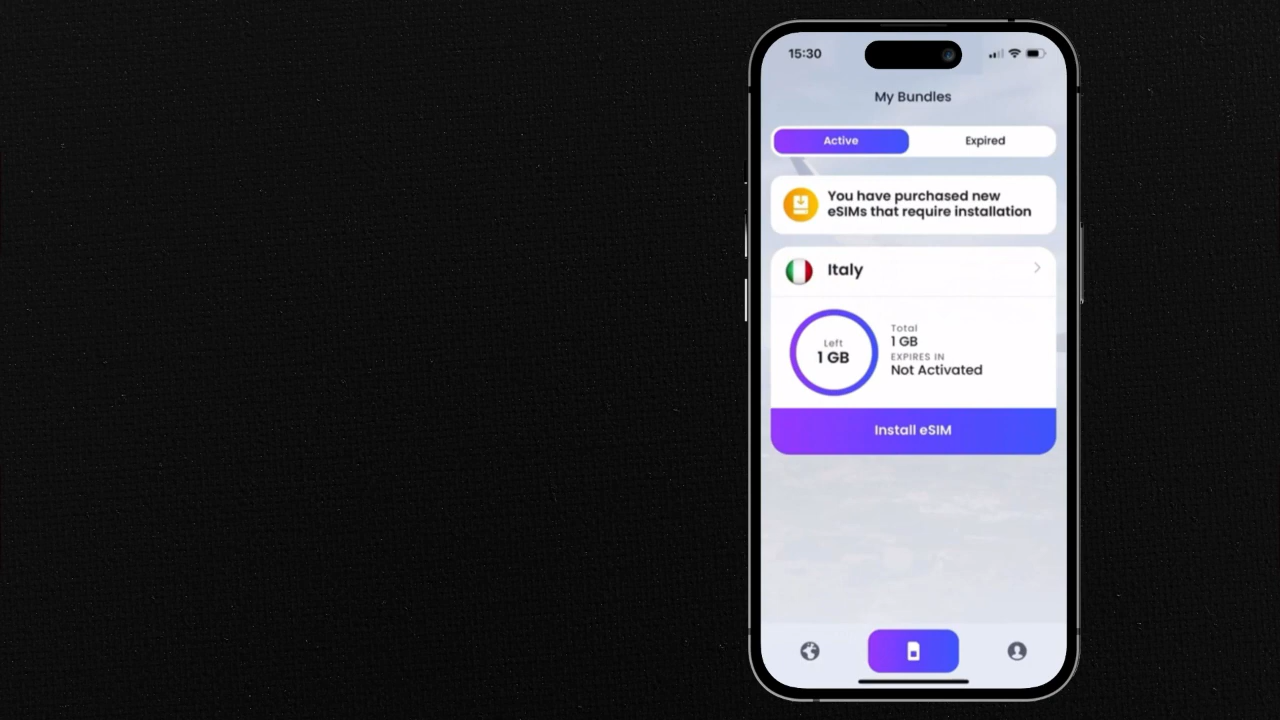 15:30
My Bundles
Active
Expired
You have purchased new
eSIMs that require installation
Italy
Left
1 GB
Total
1 GB
EXPIRES IN
Not Activated
Install eSIM